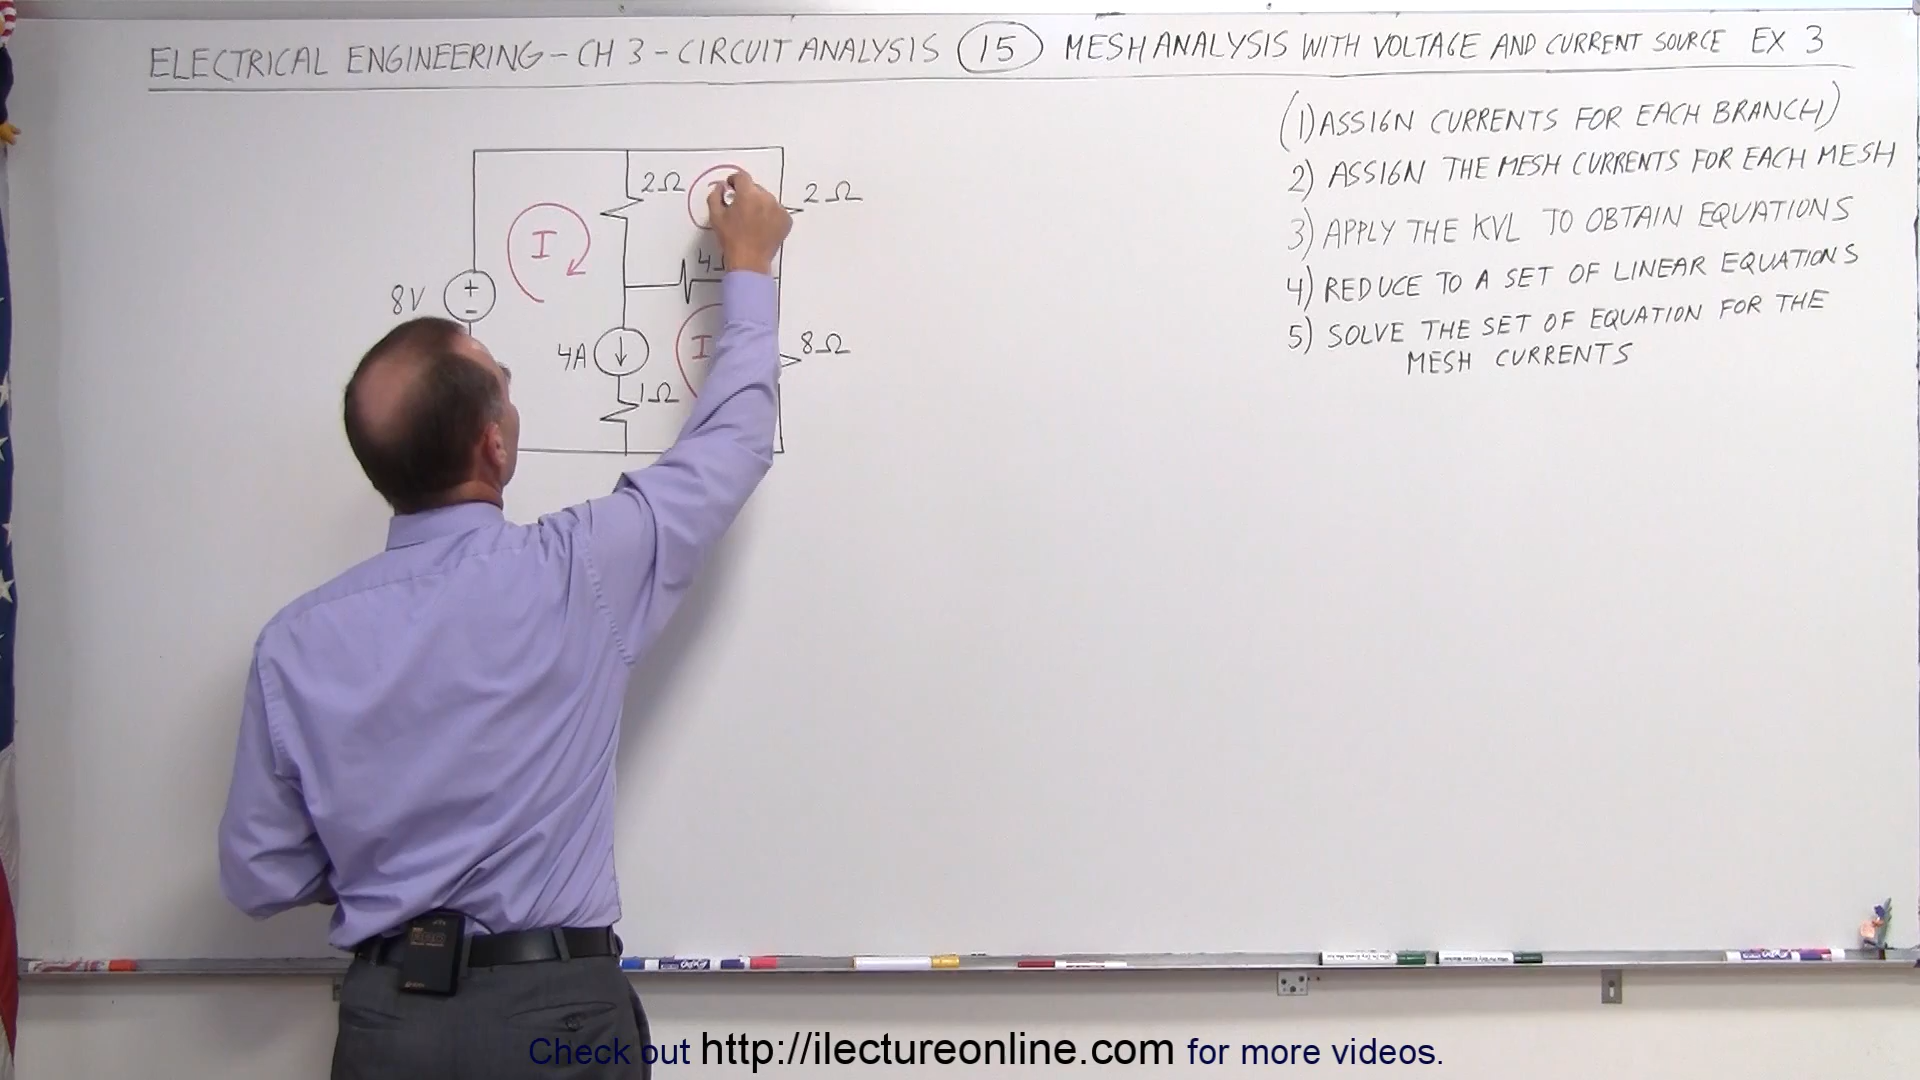 ELECTRICAL ENGINEERING - CH 3 - CIRCUIT ANALYSIS (15) MESH ANALYSIS WITH VOLTAGE AND CURRENT SOURCE EX 3
(1) ASSIGN CURRENTS FOR EACH BRANCH)
2) ASSIGN THE MESH CURRENTS FOR EACH MESH
3) APPLY THE KVL TO OBTAIN EQUATIONS
4) REDUCE TO A SET OF LINEAR EQUATIONS
5) SOLVE THE SET OF EQUATION FOR THE
MESH CURRENTS
2Ω
2Ω
I
4Ω
8V
+
-
4A
I
8Ω
1Ω
Check out http://ilectureonline.com for more videos.